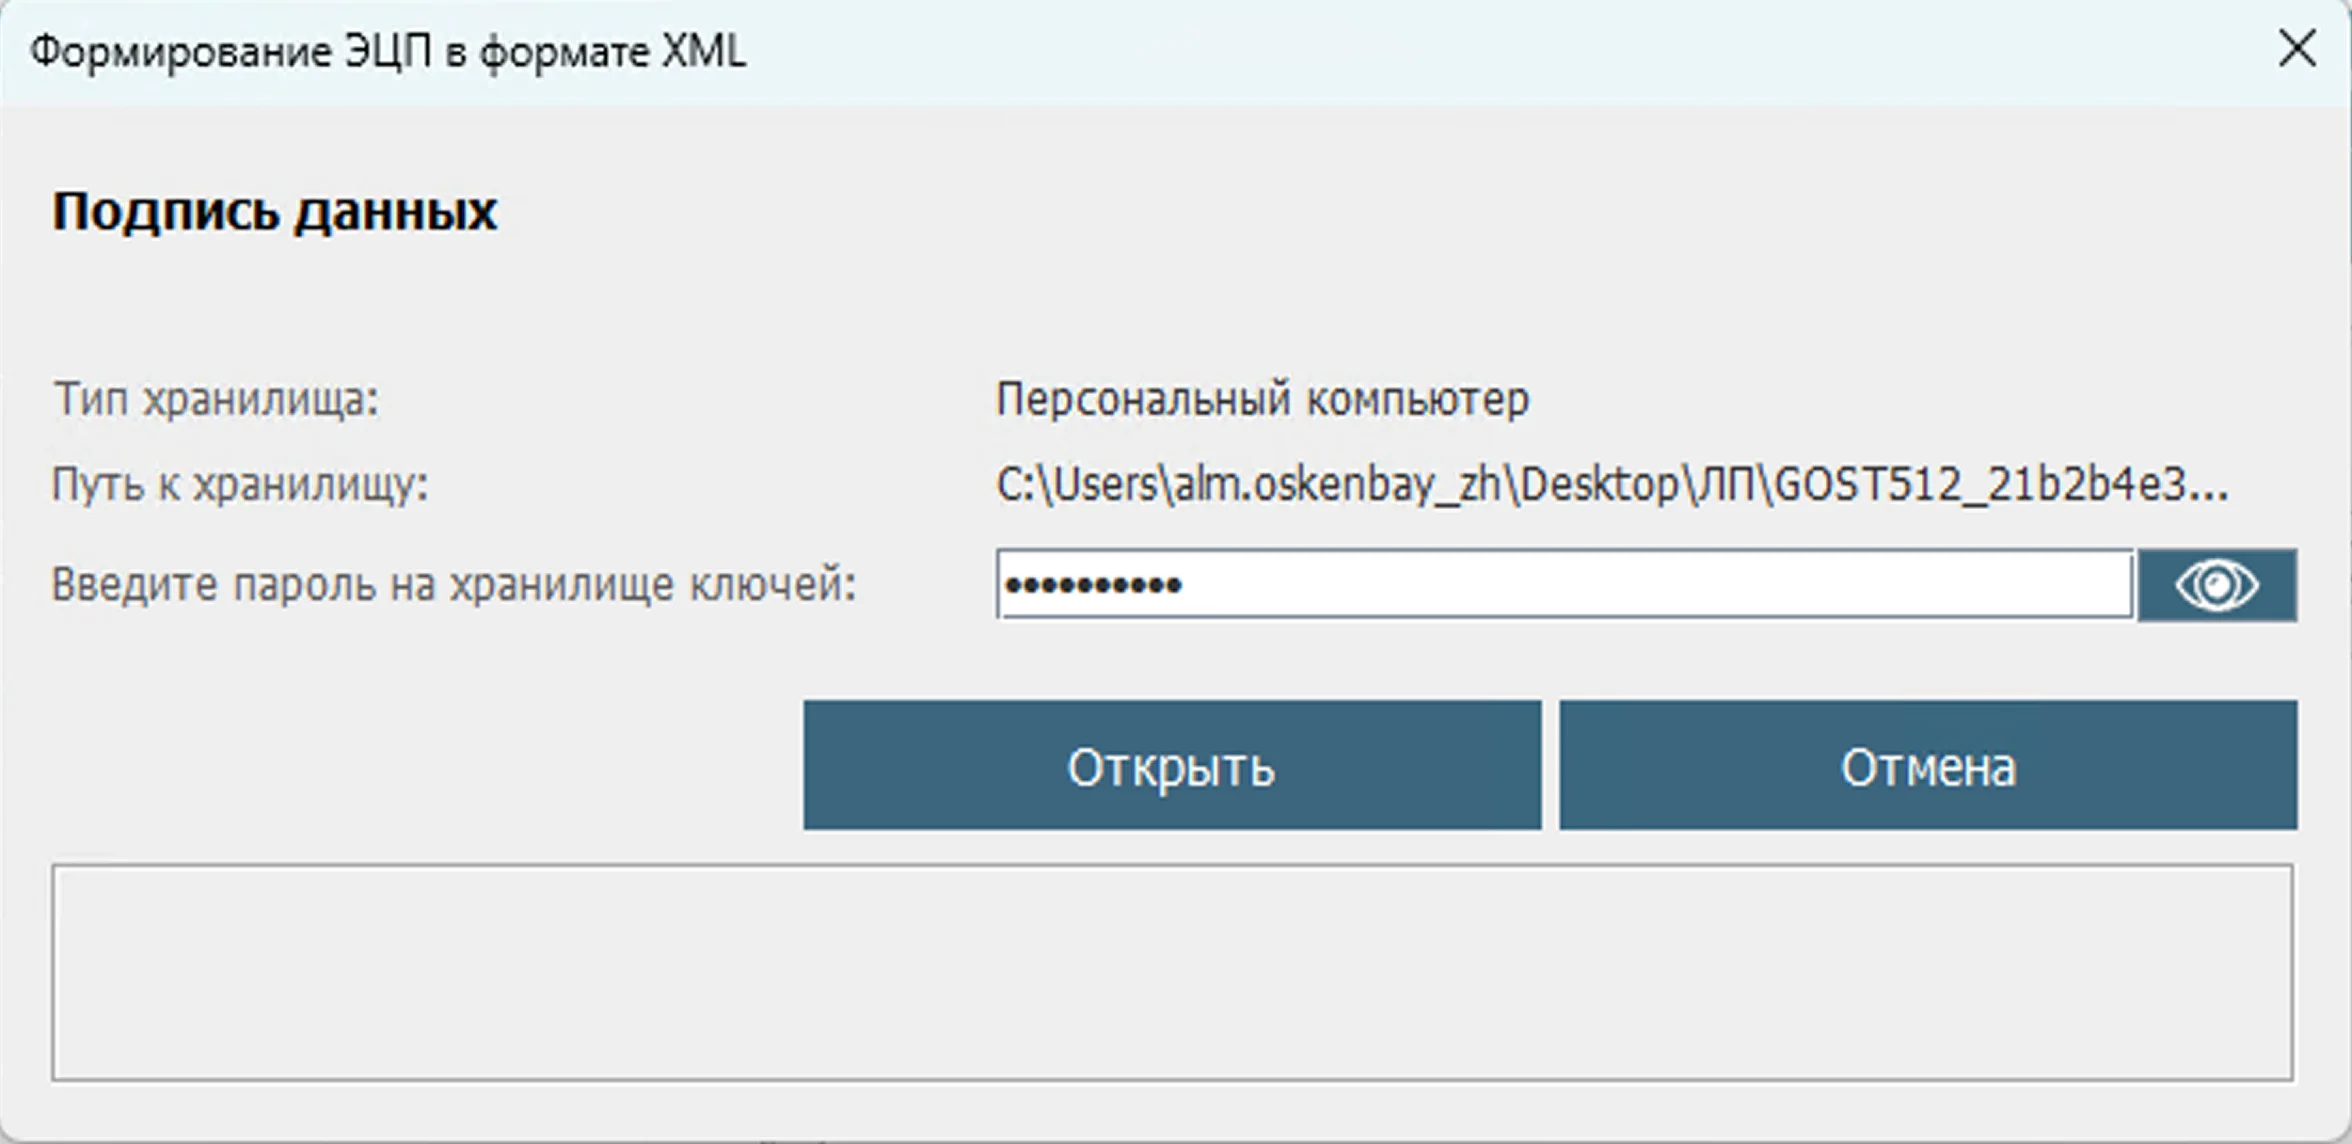 Формирование ЭЦП в формате XML
Подпись данных
Тип хранилища: Персональный компьютер
Путь к хранилищу: C:\Users\alm.oskenbay_zh\Desktop\ЛП\GOST512_21b2b4e3...
Введите пароль на хранилище ключей: ••••••••••
Открыть Отмена